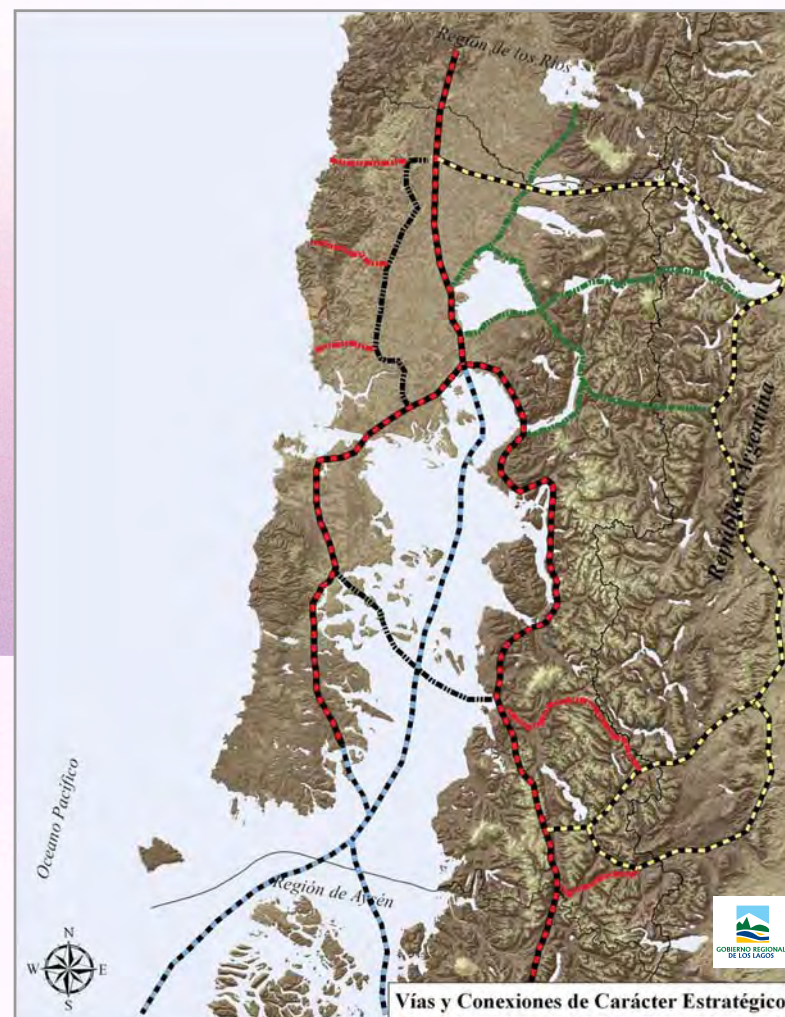 Región de los Ríos
República Argentina
Oceano Pacífico
Región de Aysén
N
W
E
S
GOBIERNO REGIONAL
DE LOS LAGOS
Vías y Conexiones de Carácter Estratégico